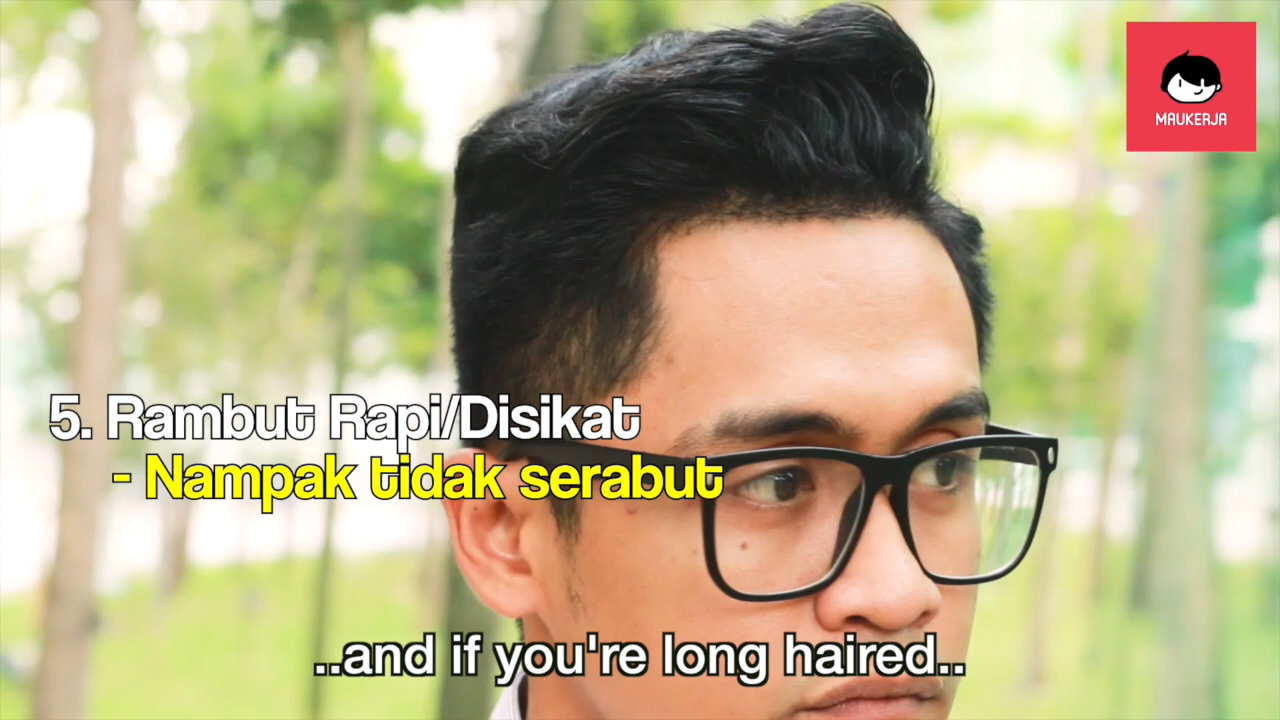 MAUKERJA
5. Rambut Rapi/Disikat
- Nampak tidak serabut
..and if you're long haired..